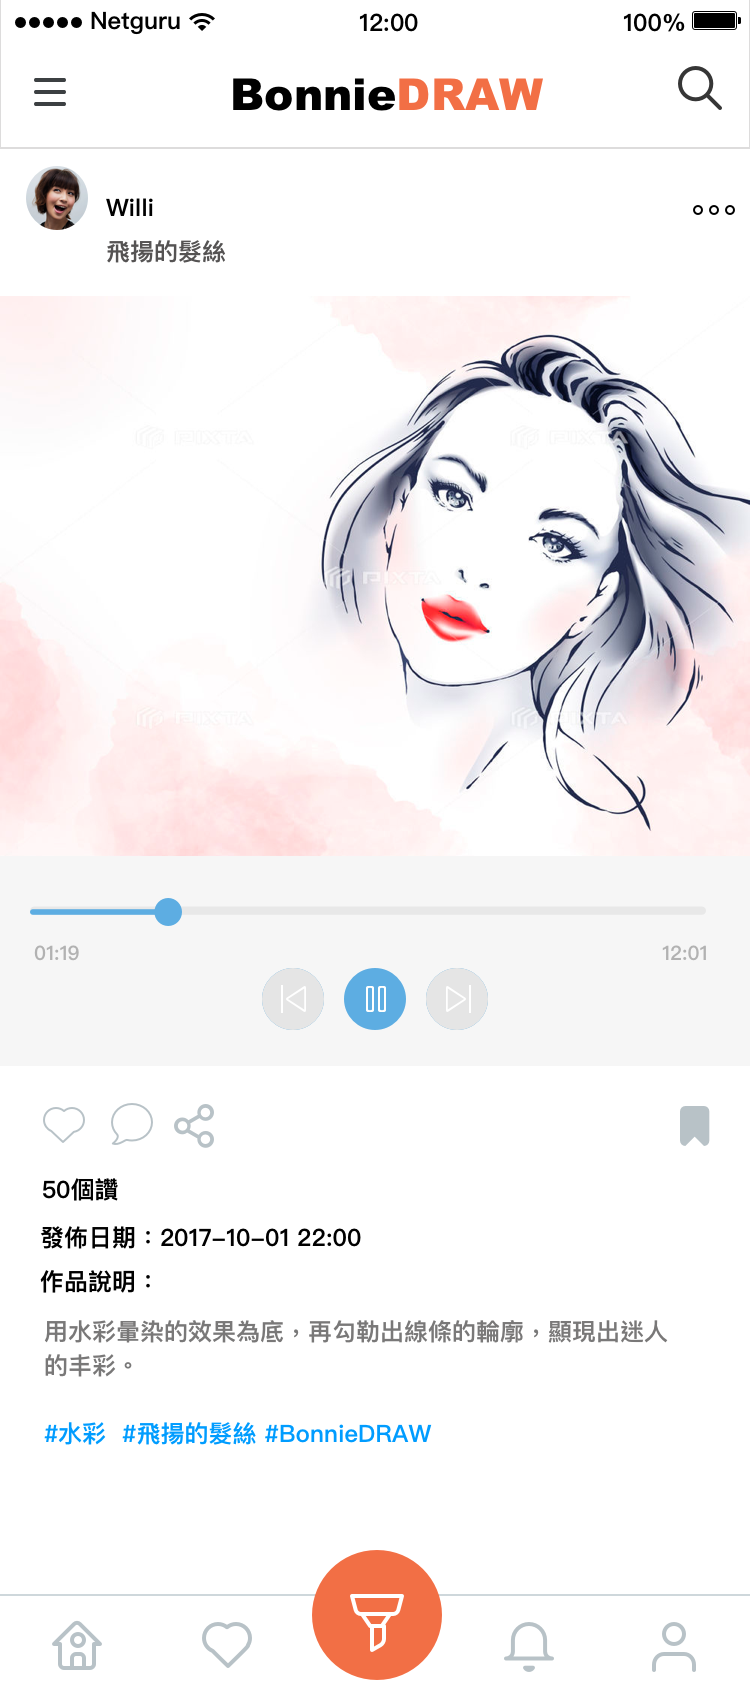 Netguru
12:00
100%
BonnieDRAW
Willi
飛揚的髮絲
PIXTA PIXTA
PIXTA
PIXTA PIXTA
01:19
12:01
50個讚
發佈日期：2017-10-01 22:00
作品說明：
用水彩暈染的效果為底，再勾勒出線條的輪廓，顯現出迷人
的丰彩。
#水彩 #飛揚的髮絲 #BonnieDRAW